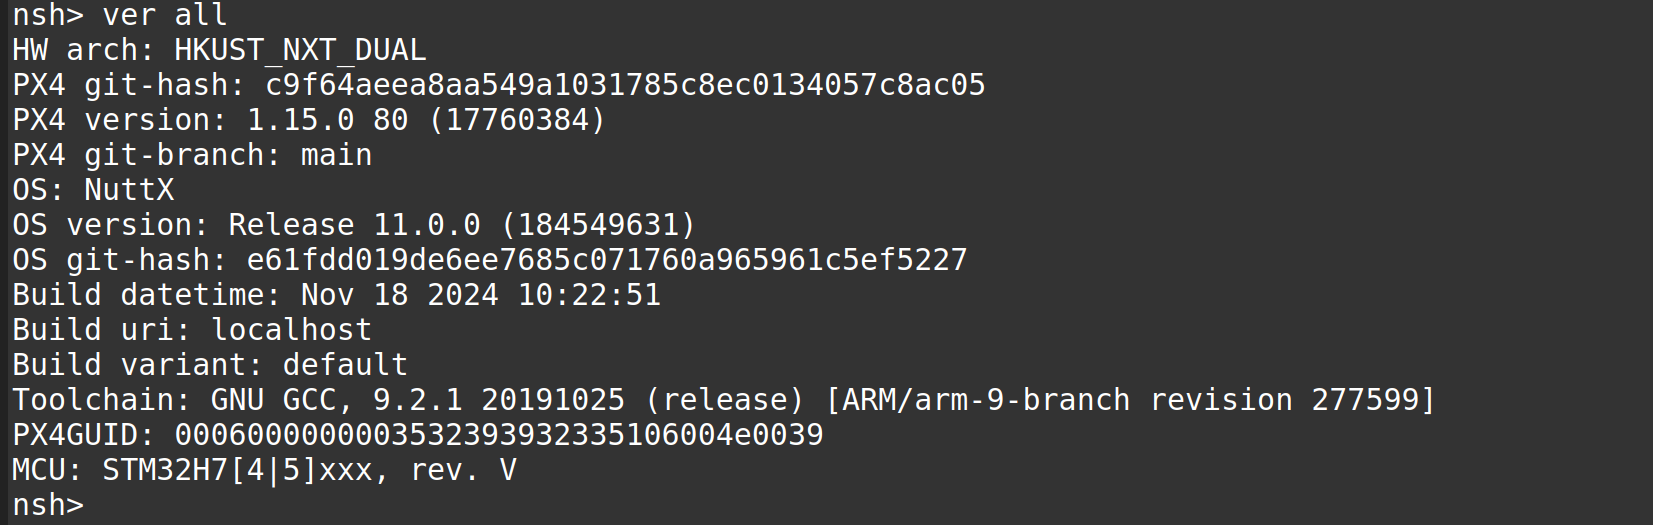 nsh> ver all
HW arch: HKUST_NXT_DUAL
PX4 git-hash: c9f64aeea8aa549a1031785c8ec0134057c8ac05
PX4 version: 1.15.0 80 (17760384)
PX4 git-branch: main
OS: NuttX
OS version: Release 11.0.0 (184549631)
OS git-hash: e61fdd019de6ee7685c071760a965961c5ef5227
Build datetime: Nov 18 2024 10:22:51
Build uri: localhost
Build variant: default
Toolchain: GNU GCC, 9.2.1 20191025 (release) [ARM/arm-9-branch revision 277599]
PX4GUID: 000600000000353239393235106004e0039
MCU: STM32H7[4|5]xxx, rev. V
nsh>